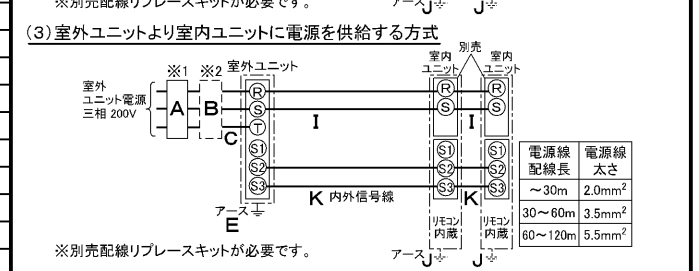 ※別売配線リプレースキットが必要です。
アース J J
(3)室外ユニットより室内ユニットに電源を供給する方式
※1 ※2 室外ユニット
別売
室内ユニット
室内ユニット
室外
ユニット電源
三相 200V
A B C
R
S
T
S1
S2
S3
I
R
S
S1
S2
S3
I
R
S
S1
S2
S3
K 内外信号線
K
アース
E
リモコン
内蔵
リモコン
内蔵
アース J J
※別売配線リプレースキットが必要です。
電源線配線長 電源線太さ
～30m 2.0mm²
30～60m 3.5mm²
60～120m 5.5mm²